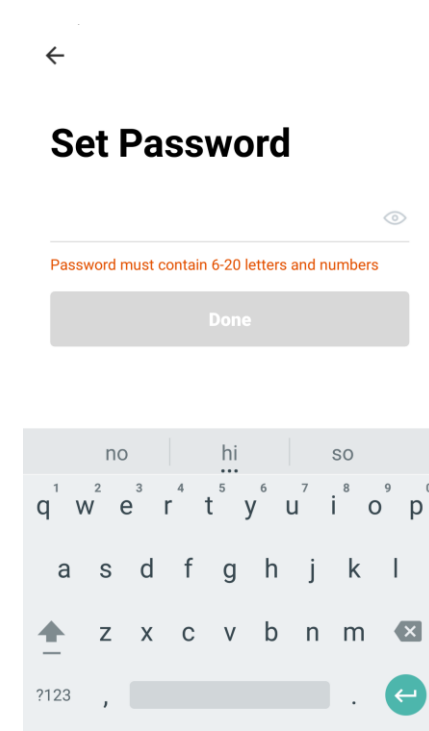 Set Password
Password must contain 6-20 letters and numbers
Done
no hi so
1 2 3 4 5 6 7 8 9 0
q w e r t y u i o p
a s d f g h j k l
z x c v b n m
?123 , .